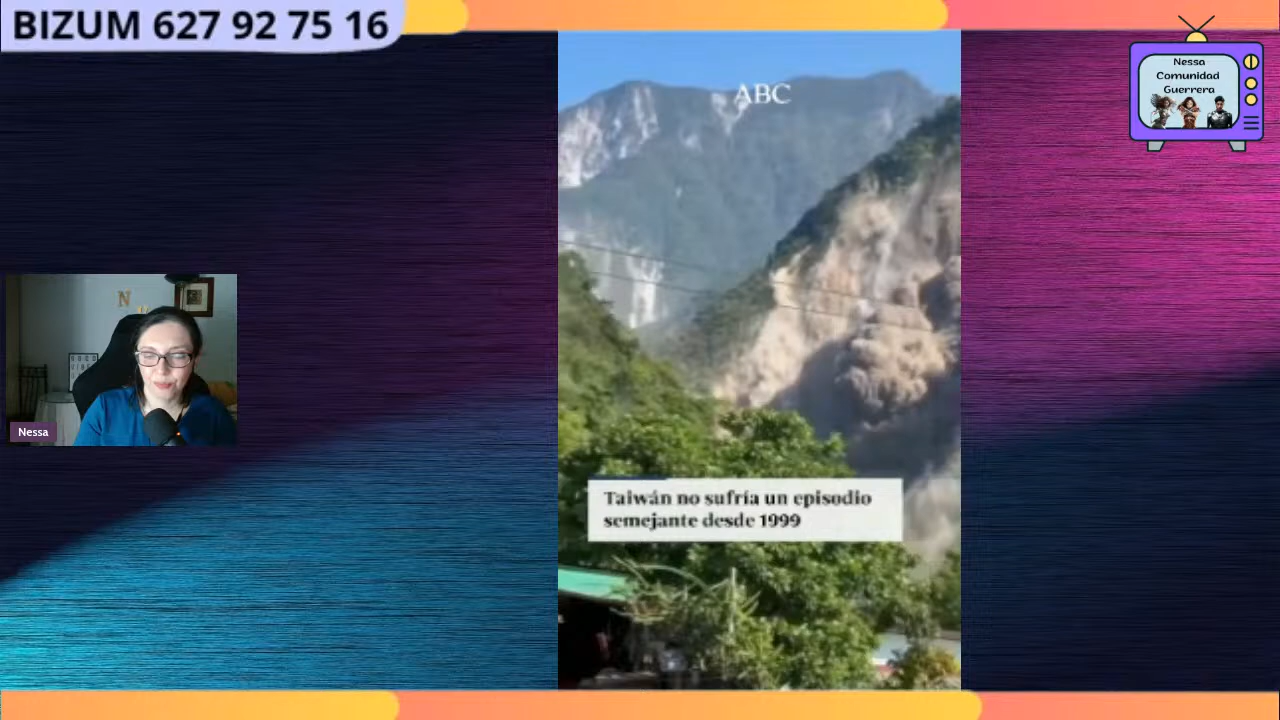 BIZUM 627 92 75 16
ABC
Nessa
Comunidad
Guerrera
N
Nessa
Taiwán no sufría un episodio
semejante desde 1999